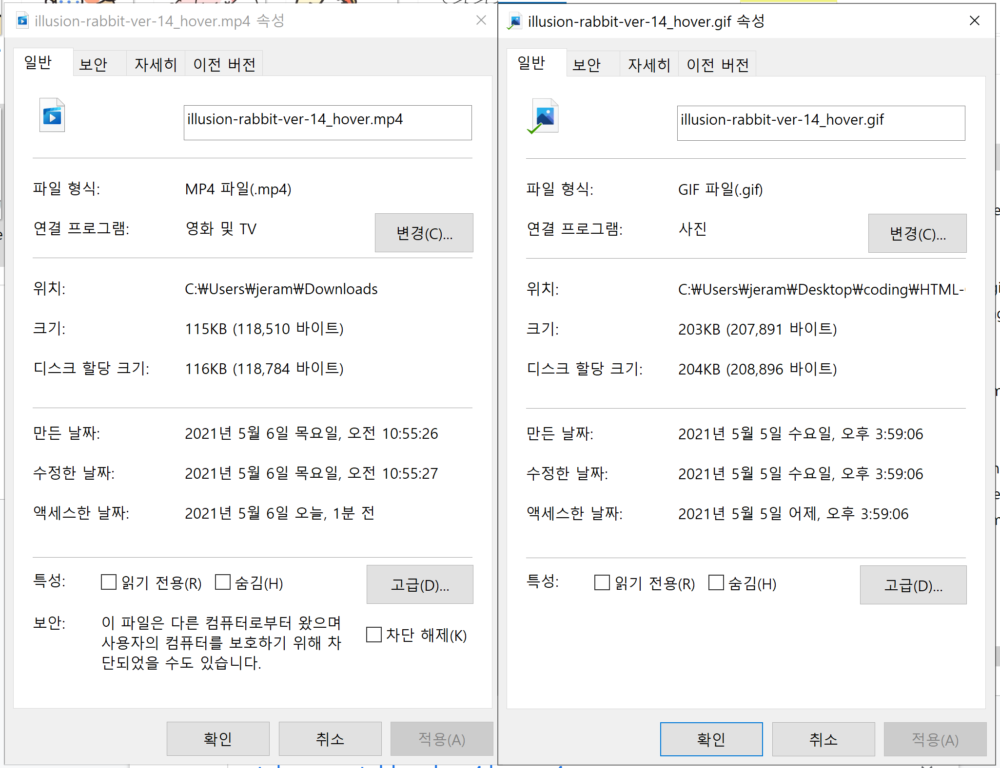 illusion-rabbit-ver-14_hover.mp4 속성
일반
보안
자세히
이전 버전
illusion-rabbit-ver-14_hover.mp4
파일 형식:
MP4 파일(.mp4)
연결 프로그램:
영화 및 TV
변경(C)...
위치:
C:₩Users₩jeram₩Downloads
크기:
115KB (118,510 바이트)
디스크 할당 크기:
116KB (118,784 바이트)
만든 날짜:
2021년 5월 6일 목요일, 오전 10:55:26
수정한 날짜:
2021년 5월 6일 목요일, 오전 10:55:27
액세스한 날짜:
2021년 5월 6일 오늘, 1분 전
특성:
읽기 전용(R)
숨김(H)
고급(D)...
보안:
이 파일은 다른 컴퓨터로부터 왔으며
사용자의 컴퓨터를 보호하기 위해 차
단되었을 수도 있습니다.
차단 해제(K)
확인
취소
적용(A)
illusion-rabbit-ver-14_hover.gif 속성
일반
보안
자세히
이전 버전
illusion-rabbit-ver-14_hover.gif
파일 형식:
GIF 파일(.gif)
연결 프로그램:
사진
변경(C)...
위치:
C:₩Users₩jeram₩Desktop₩coding₩HTML-
크기:
203KB (207,891 바이트)
디스크 할당 크기:
204KB (208,896 바이트)
만든 날짜:
2021년 5월 5일 수요일, 오후 3:59:06
수정한 날짜:
2021년 5월 5일 수요일, 오후 3:59:06
액세스한 날짜:
2021년 5월 5일 어제, 오후 3:59:06
특성:
읽기 전용(R)
숨김(H)
고급(D)...
확인
취소
적용(A)